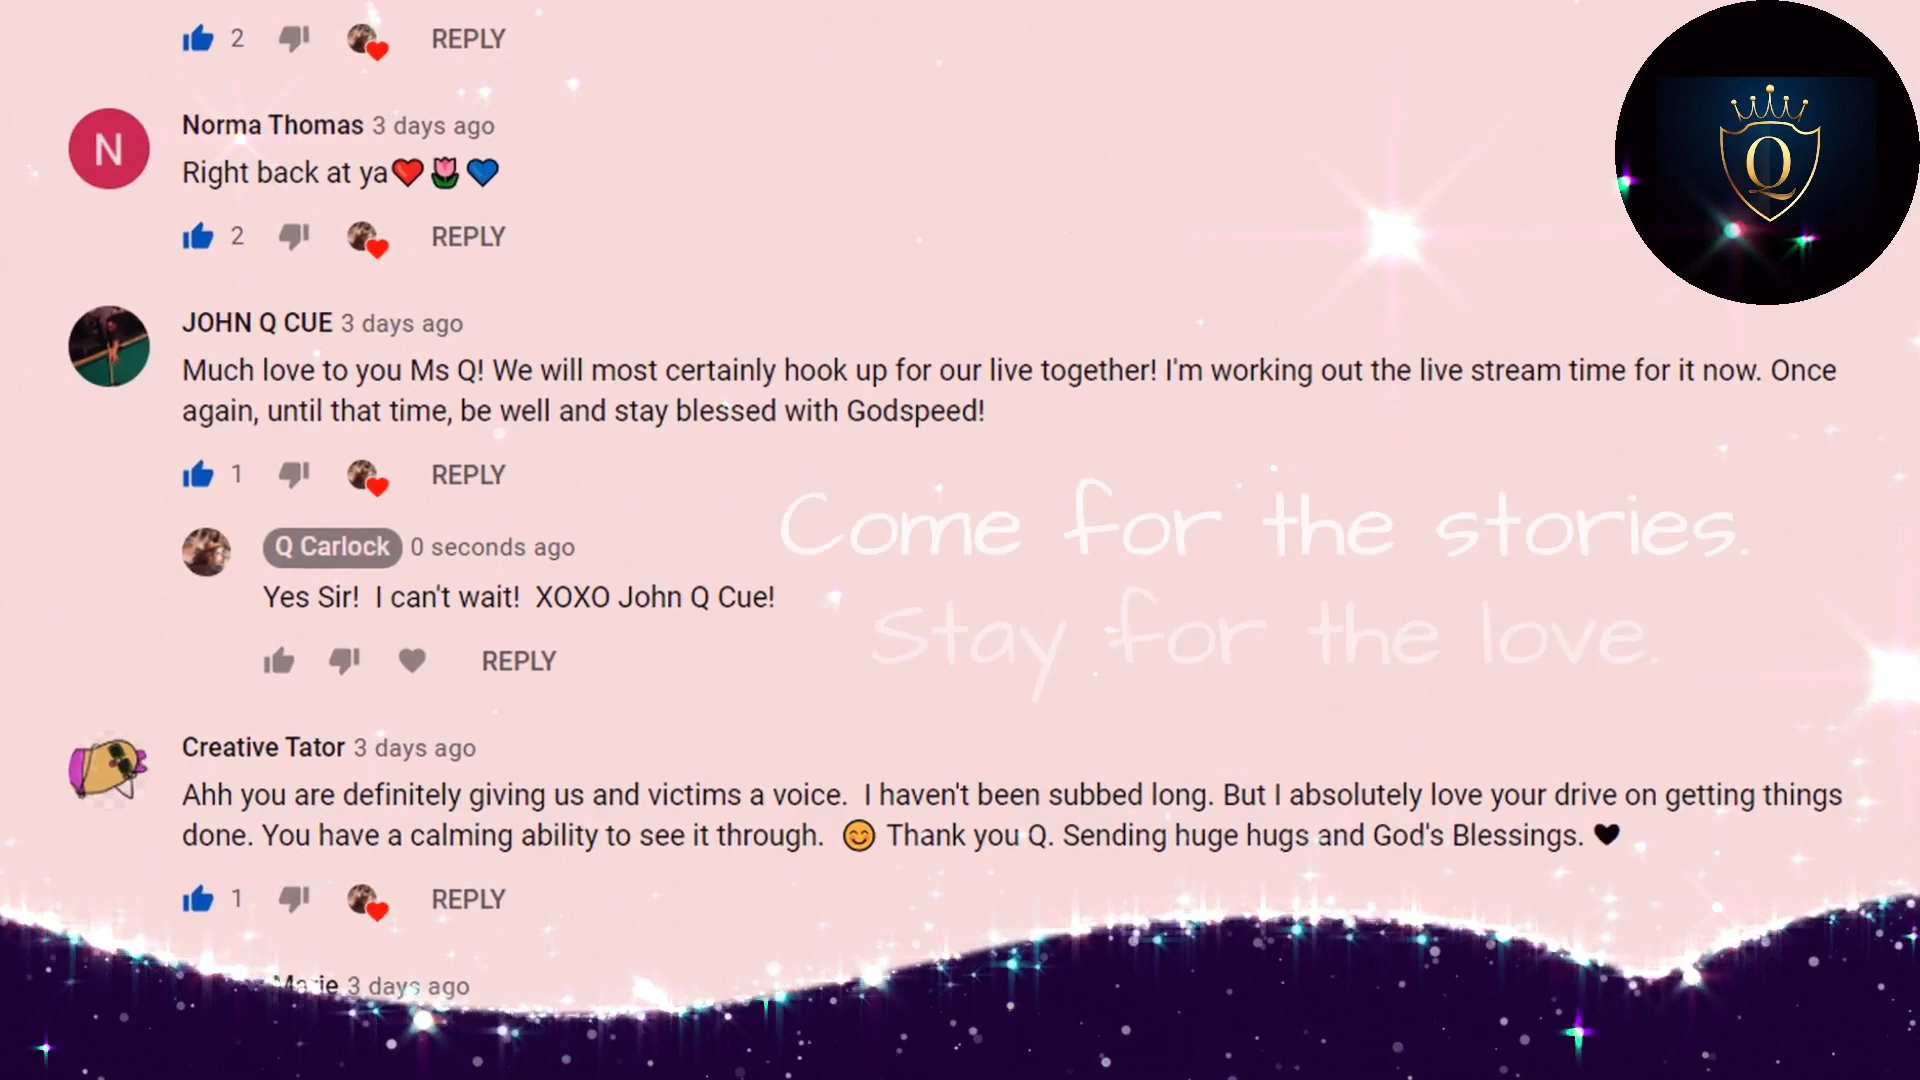 2 REPLY
Q
N
Norma Thomas 3 days ago
Right back at ya❤️🌷💙
2 REPLY
JOHN Q CUE 3 days ago
Much love to you Ms Q! We will most certainly hook up for our live together! I'm working out the live stream time for it now. Once
again, until that time, be well and stay blessed with Godspeed!
1 REPLY
Q Carlock 0 seconds ago
Yes Sir!  I can't wait!  XOXO John Q Cue!
REPLY
Come for the stories.
Stay for the love.
Creative Tator 3 days ago
Ahh you are definitely giving us and victims a voice.  I haven't been subbed long. But I absolutely love your drive on getting things
done. You have a calming ability to see it through.  😊 Thank you Q. Sending huge hugs and God's Blessings. 🖤
1 REPLY
Marie 3 days ago